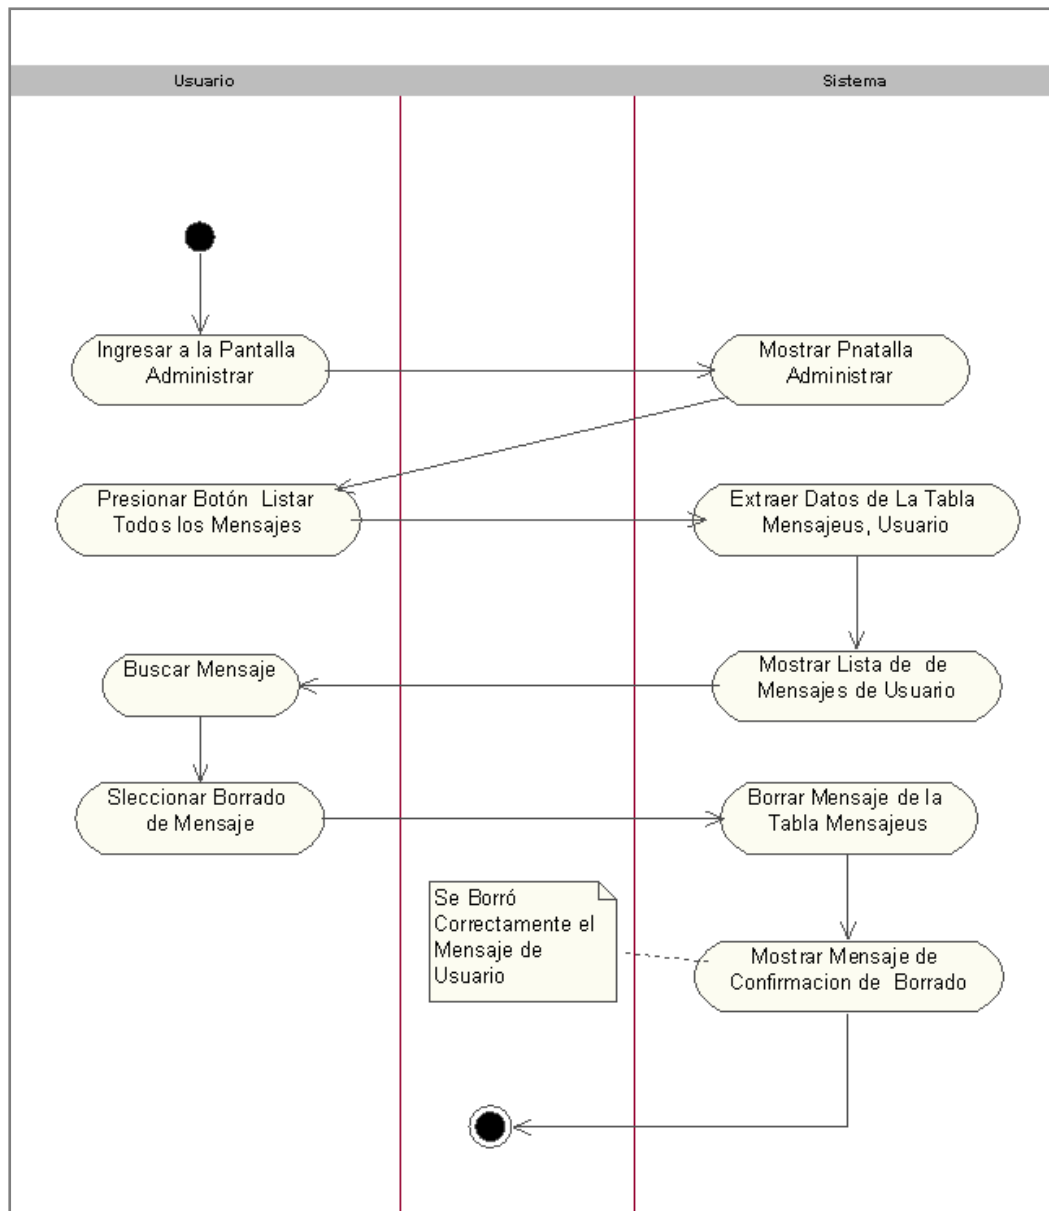 Usuario
Sistema
Ingresar a la Pantalla
Administrar
Mostrar Pnatalla
Administrar
Presionar Botón Listar
Todos los Mensajes
Extraer Datos de La Tabla
Mensajeus, Usuario
Buscar Mensaje
Mostrar Lista de de
Mensajes de Usuario
Sleccionar Borrado
de Mensaje
Borrar Mensaje de la
Tabla Mensajeus
Se Borró
Correctamente el
Mensaje de
Usuario
Mostrar Mensaje de
Confirmacion de Borrado